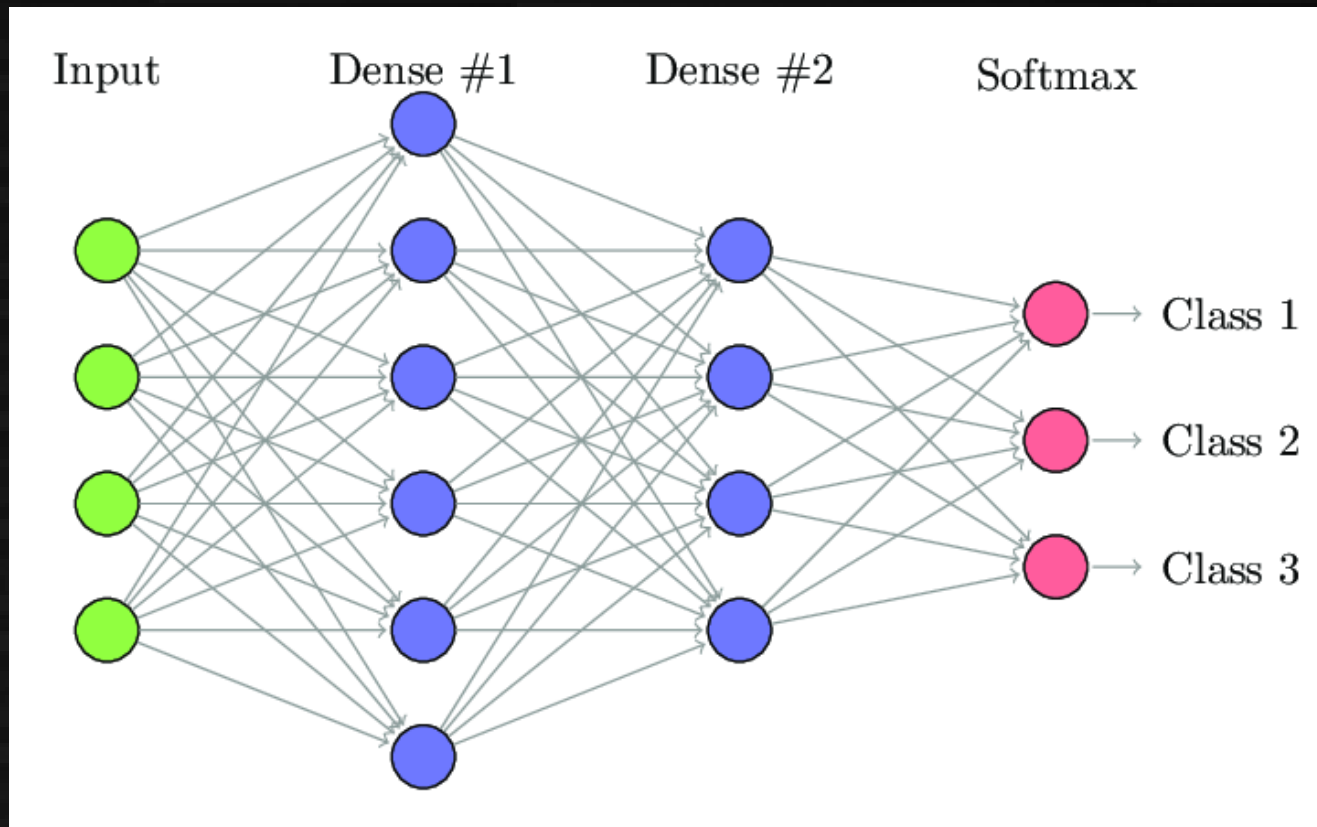 Input
Dense #1
Dense #2
Softmax
Class 1
Class 2
Class 3